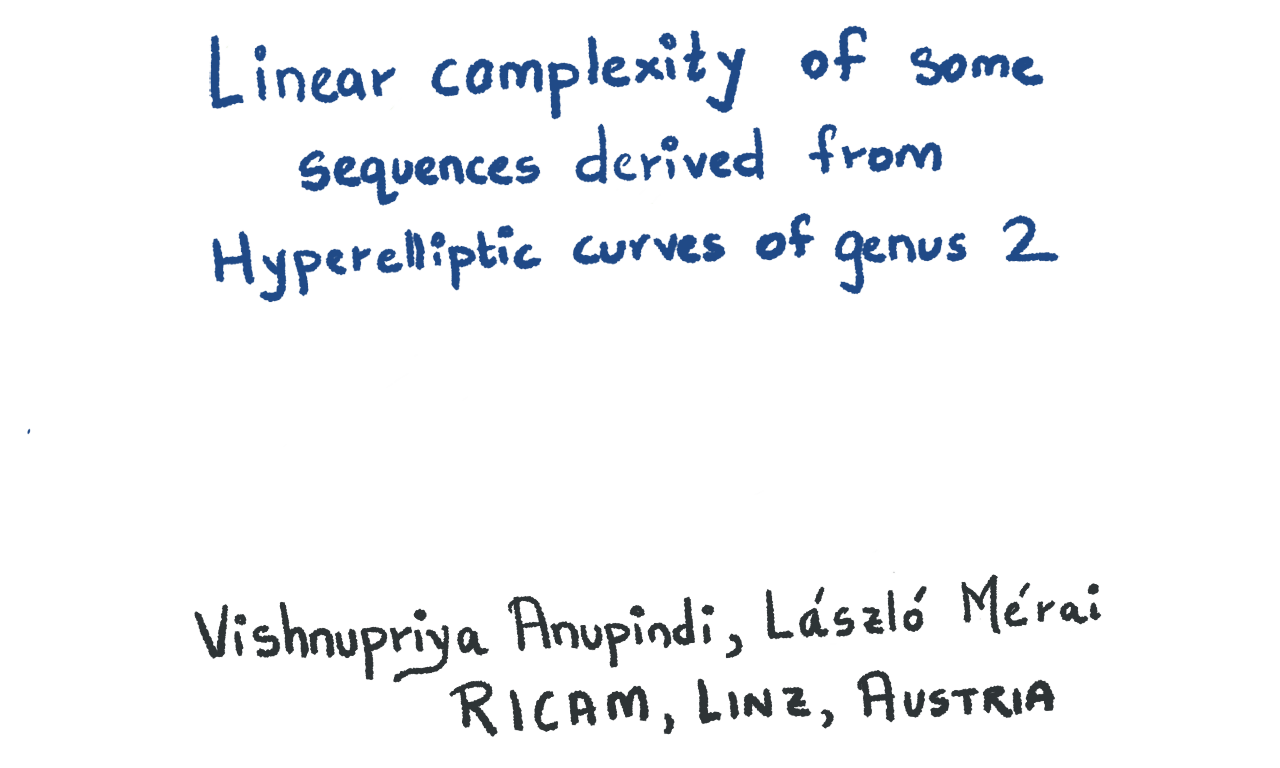 Linear complexity of some
sequences derived from
Hyperelliptic curves of genus 2
Vishnupriya Anupindi, László Mérai
RICAM, LINZ, AUSTRIA